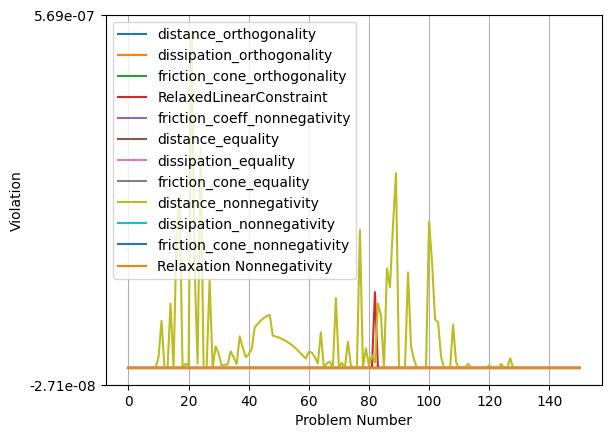 5.69e-07
distance_orthogonality
dissipation_orthogonality
friction_cone_orthogonality
RelaxedLinearConstraint
friction_coeff_nonnegativity
distance_equality
dissipation_equality
friction_cone_equality
distance_nonnegativity
dissipation_nonnegativity
friction_cone_nonnegativity
Relaxation Nonnegativity
Violation
-2.71e-08
0 20 40 60 80 100 120 140
Problem Number